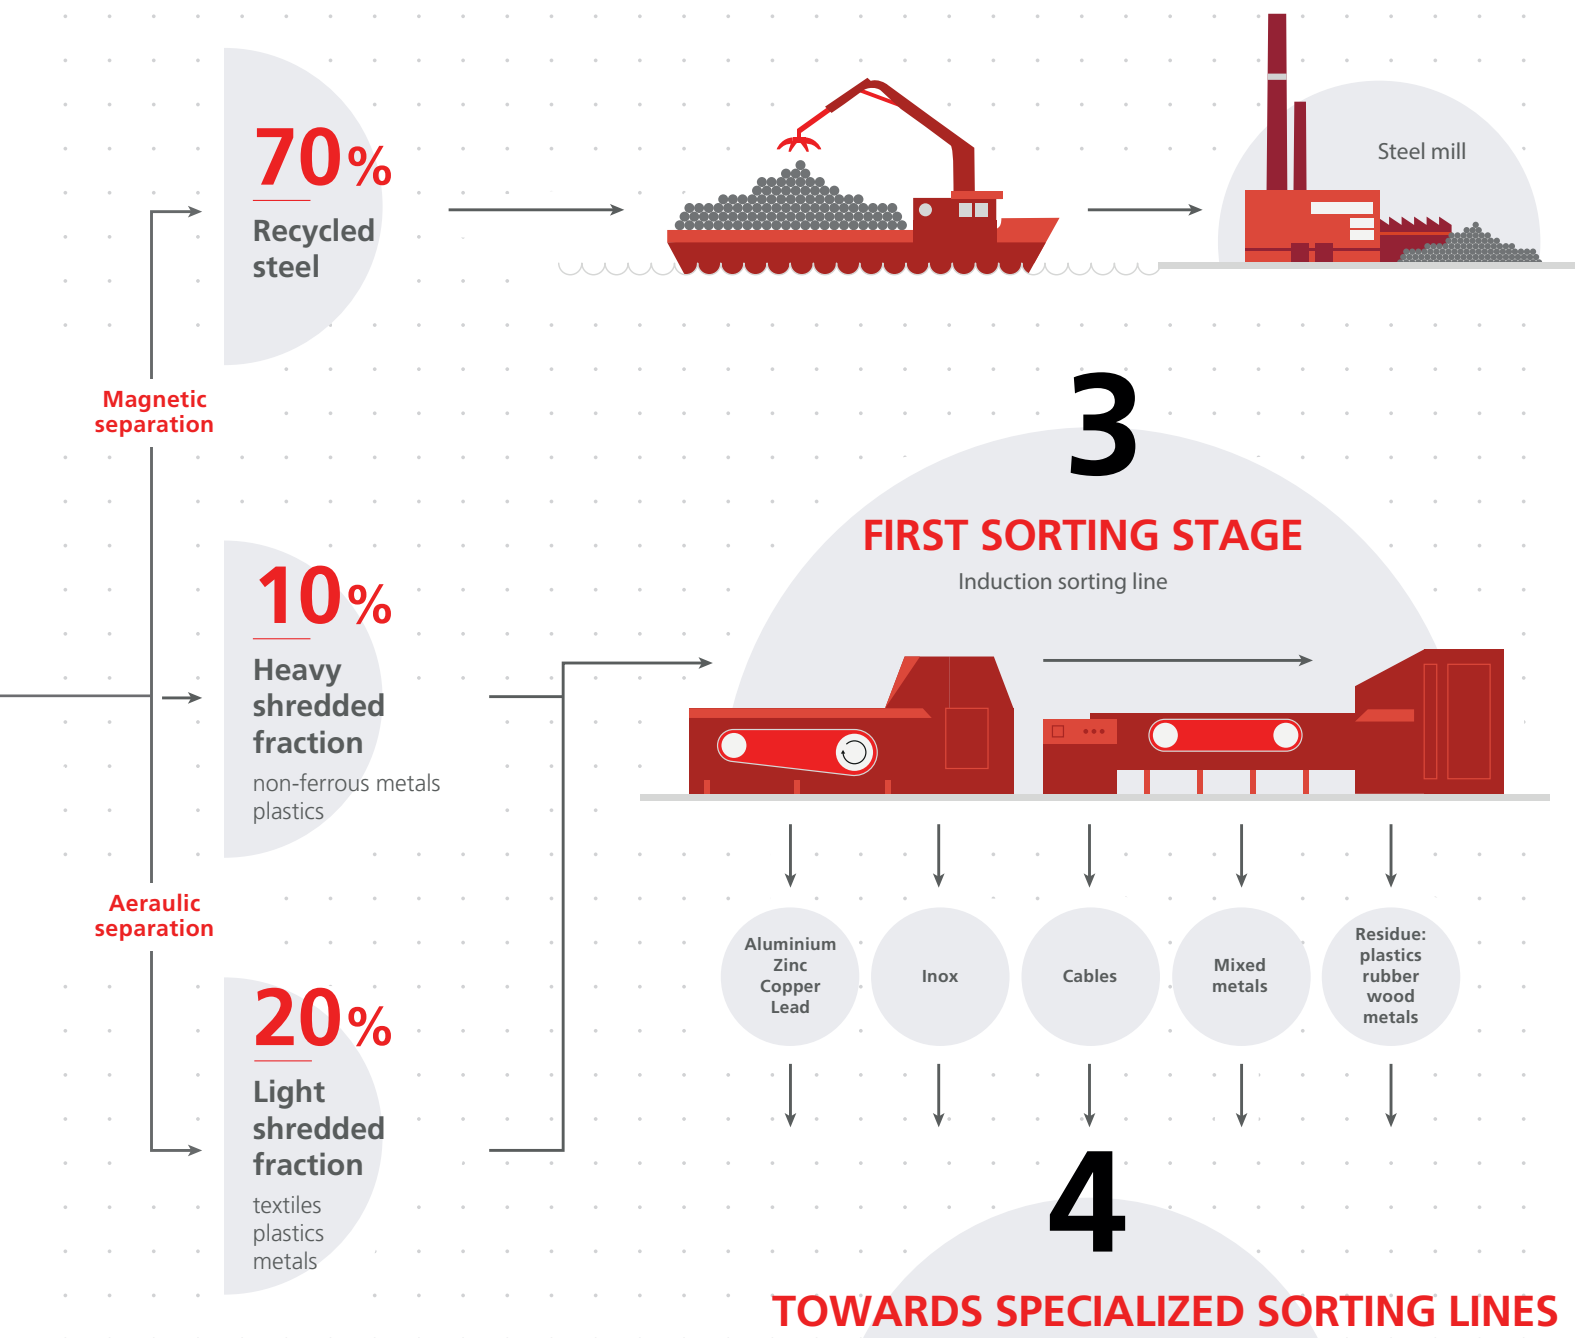 70%
Recycled
steel
Steel mill
Magnetic
separation
3
FIRST SORTING STAGE
Induction sorting line
10%
Heavy
shredded
fraction
non-ferrous metals
plastics
Aeraulic
separation
Aluminium
Zinc
Copper
Lead
Inox
Cables
Mixed
metals
Residue:
plastics
rubber
wood
metals
20%
Light
shredded
fraction
textiles
plastics
metals
4
TOWARDS SPECIALIZED SORTING LINES